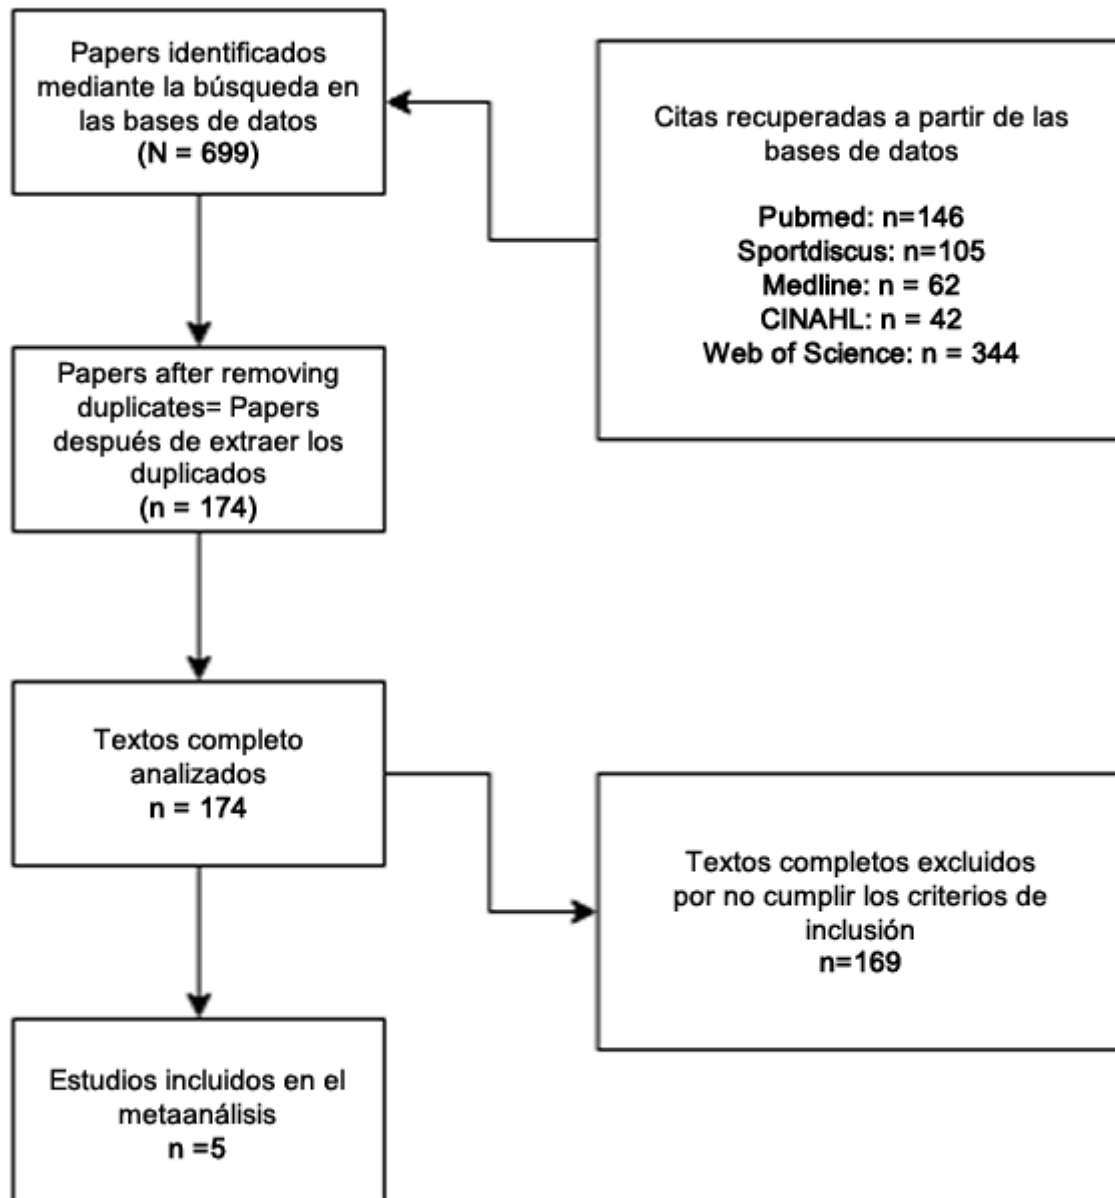 Papers identificados
mediante la búsqueda en
las bases de datos
(N = 699)
Citas recuperadas a partir de las
bases de datos
Pubmed: n=146
Sportdiscus: n=105
Medline: n = 62
CINAHL: n = 42
Web of Science: n = 344
Papers after removing
duplicates= Papers
después de extraer los
duplicados
(n = 174)
Textos completo
analizados
n = 174
Textos completos excluidos
por no cumplir los criterios de
inclusión
n=169
Estudios incluidos en el
metaanálisis
n =5